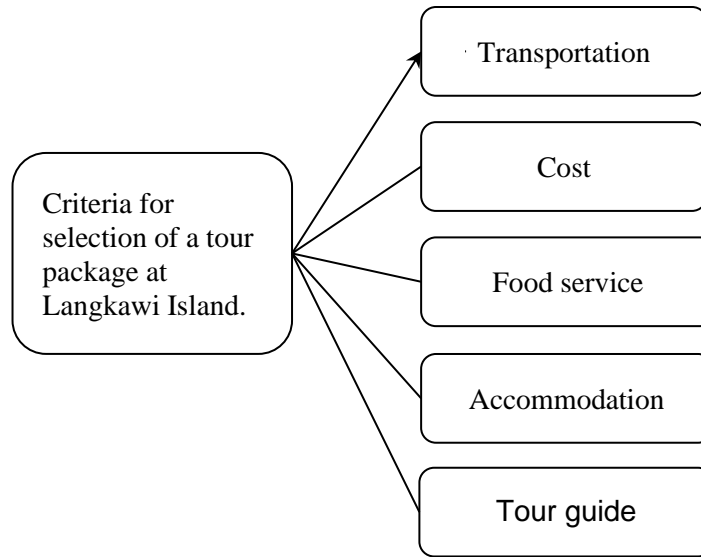 Transportation
Cost
Criteria for
selection of a tour
package at
Langkawi Island.
Food service
Accommodation
Tour guide